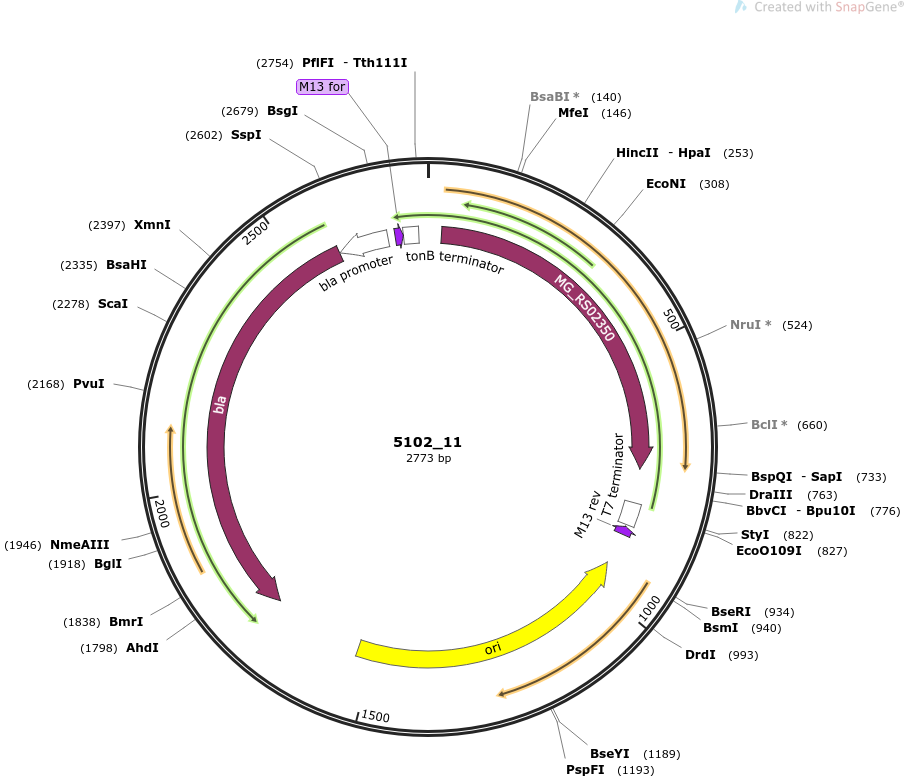 Created with SnapGene®
(2754) PflFI - Tth111I
M13 for
(2679) BsgI
(2602) SspI
BsaBI * (140)
MfeI (146)
HincII - HpaI (253)
EcoNI (308)
(2397) XmnI
(2335) BsaHI
(2278) ScaI
(2168) PvuI
2500
bla promoter
tonB terminator
MG_RS02350
500
NruI * (524)
BclI * (660)
bla
5102_11
2773 bp
T7 terminator
M13 rev
BspQI - SapI (733)
DraIII (763)
BbvCI - Bpu10I (776)
StyI (822)
EcoO109I (827)
2000
(1946) NmeAIII
(1918) BglI
(1838) BmrI
(1798) AhdI
1000
BseRI (934)
BsmI (940)
DrdI (993)
ori
1500
BseYI (1189)
PspFI (1193)